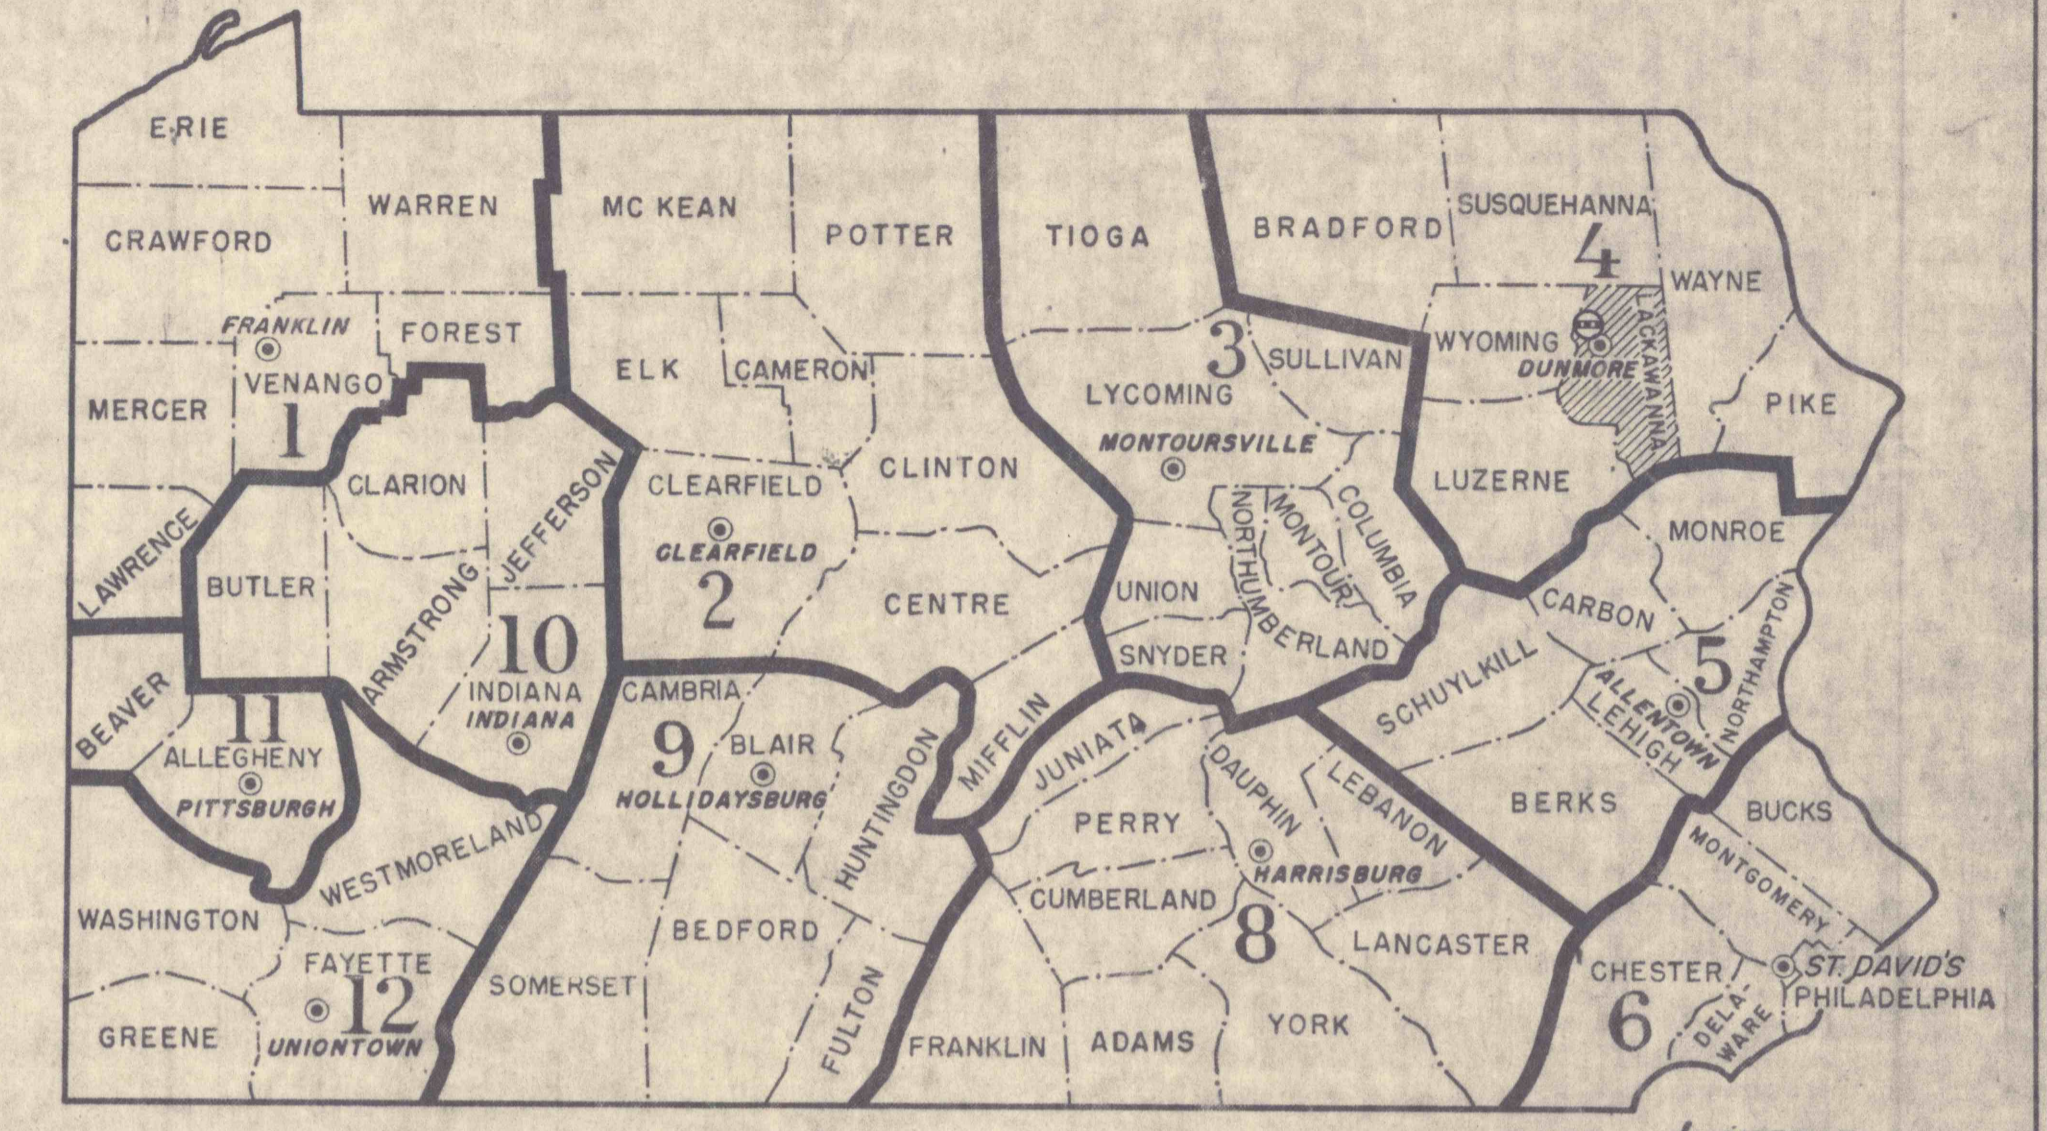 ERIE
CRAWFORD
WARREN
MC KEAN
POTTER
TIOGA
BRADFORD
SUSQUEHANNA
4
WAYNE
FRANKLIN
VENANGO
1
FOREST
MERCER
ELK
CAMERON
3
SULLIVAN
LYCOMING
MONTOURSVILLE
WYOMING
DUNMORE
LACKAWANNA
PIKE
LAWRENCE
BUTLER
CLARION
JEFFERSON
ARMSTRONG
10
INDIANA
INDIANA
CLEARFIELD
CLEARFIELD
2
CLINTON
CENTRE
UNION
SNYDER
NORTHUMBERLAND
MONTOUR
COLUMBIA
LUZERNE
MONROE
CARBON
5
NORTHAMPTON
SCHUYLKILL
ALLENTOWN
LEHIGH
BERKS
BEAVER
11
ALLEGHENY
PITTSBURGH
CAMBRIA
9
BLAIR
HOLLIDAYSBURG
HUNTINGDON
MIFFLIN
JUNIATA
PERRY
DAUPHIN
LEBANON
HARRISBURG
CUMBERLAND
8
LANCASTER
BUCKS
MONTGOMERY
WASHINGTON
WESTMORELAND
FAYETTE
12
UNIONTOWN
GREENE
SOMERSET
BEDFORD
FULTON
FRANKLIN
ADAMS
YORK
CHESTER
6
DELA-
WARE
ST. DAVID'S
PHILADELPHIA